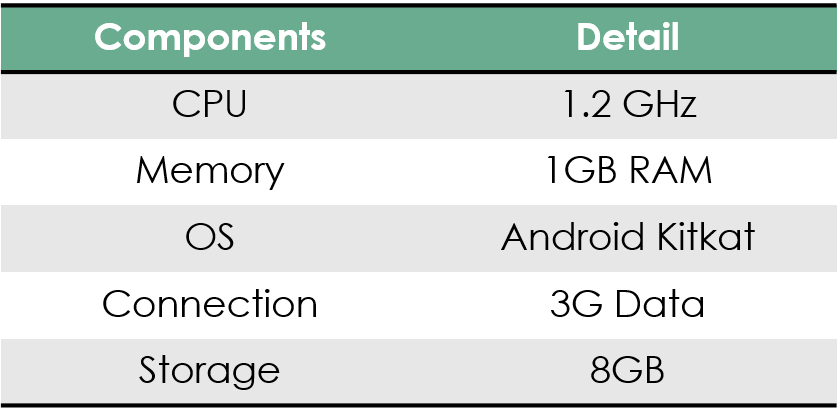 Components Detail
CPU 1.2 GHz
Memory 1GB RAM
OS Android Kitkat
Connection 3G Data
Storage 8GB